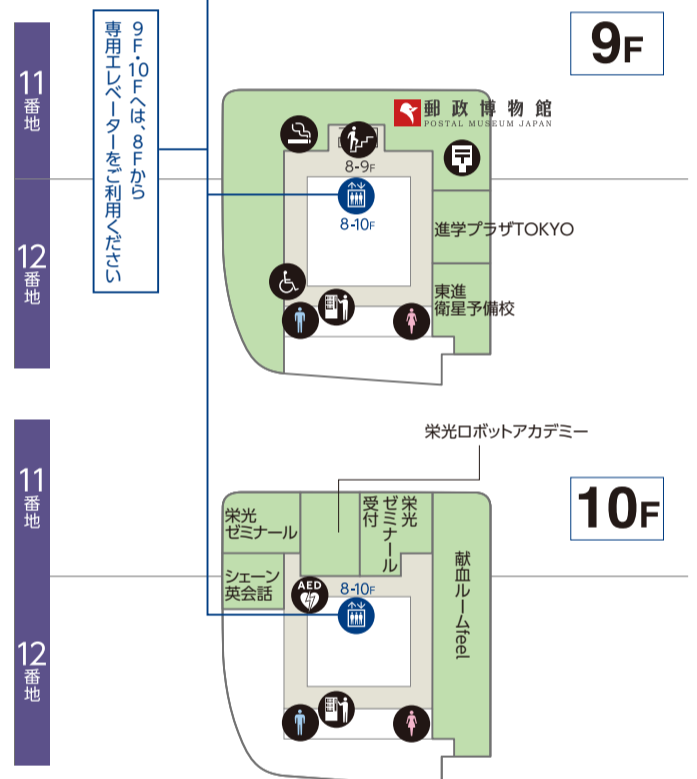 9F
11
番地
12
番地
9F・10Fへは、8Fから
専用エレベーターをご利用ください
郵政博物館
POSTAL MUSEUM JAPAN
8-9F
8-10F
進学プラザTOKYO
東進
衛星予備校
10F
11
番地
12
番地
栄光ロボットアカデミー
栄光
ゼミナール
栄光
ゼミナール
受付
シェーン
英会話
AED
8-10F
献血ルームfeel